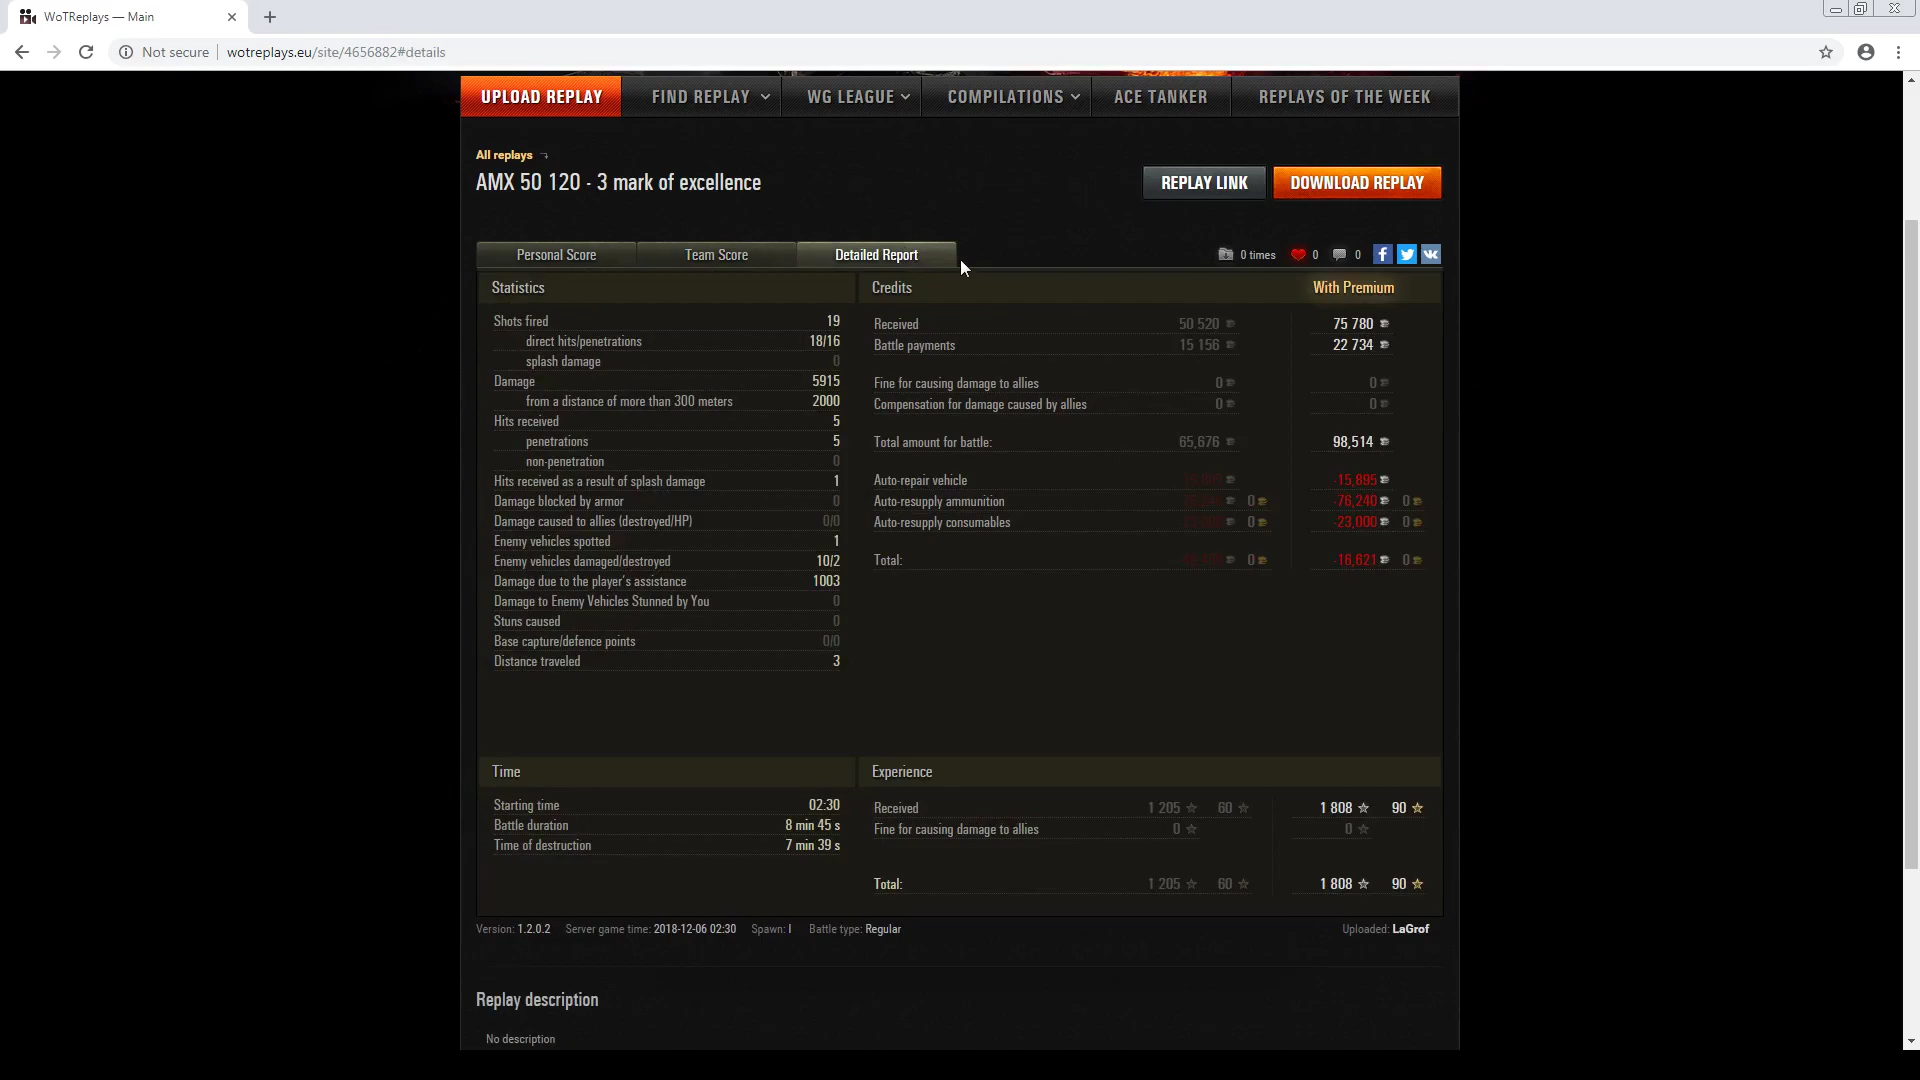 WoTReplays — Main
Not secure
wotreplays.eu/site/4656882#details
UPLOAD REPLAY FIND REPLAY WG LEAGUE COMPILATIONS ACE TANKER REPLAYS OF THE WEEK
All replays
AMX 50 120 - 3 mark of excellence
REPLAY LINK DOWNLOAD REPLAY
Personal Score Team Score Detailed Report 0 times 0 0
Statistics
Shots fired 19
direct hits/penetrations 18/16
splash damage 0
Damage 5915
from a distance of more than 300 meters 2000
Hits received 5
penetrations 5
non-penetration 0
Hits received as a result of splash damage 1
Damage blocked by armor 0
Damage caused to allies (destroyed/HP) 0/0
Enemy vehicles spotted 1
Enemy vehicles damaged/destroyed 10/2
Damage due to the player's assistance 1003
Damage to Enemy Vehicles Stunned by You 0
Stuns caused 0
Base capture/defence points 0/0
Distance traveled 3
Credits With Premium
Received 50 520 75 780
Battle payments 15 156 22 734
Fine for causing damage to allies 0 0
Compensation for damage caused by allies 0 0
Total amount for battle: 65,676 98,514
Auto-repair vehicle -15,895
Auto-resupply ammunition 0 -76,240 0
Auto-resupply consumables 0 -23,000 0
Total: 0 -16,621 0
Time
Starting time 02:30
Battle duration 8 min 45 s
Time of destruction 7 min 39 s
Experience
Received 1 205 60 1 808 90
Fine for causing damage to allies 0 0
Total: 1 205 60 1 808 90
Version: 1.2.0.2 Server game time: 2018-12-06 02:30 Spawn: I Battle type: Regular Uploaded: LaGrof
Replay description
No description